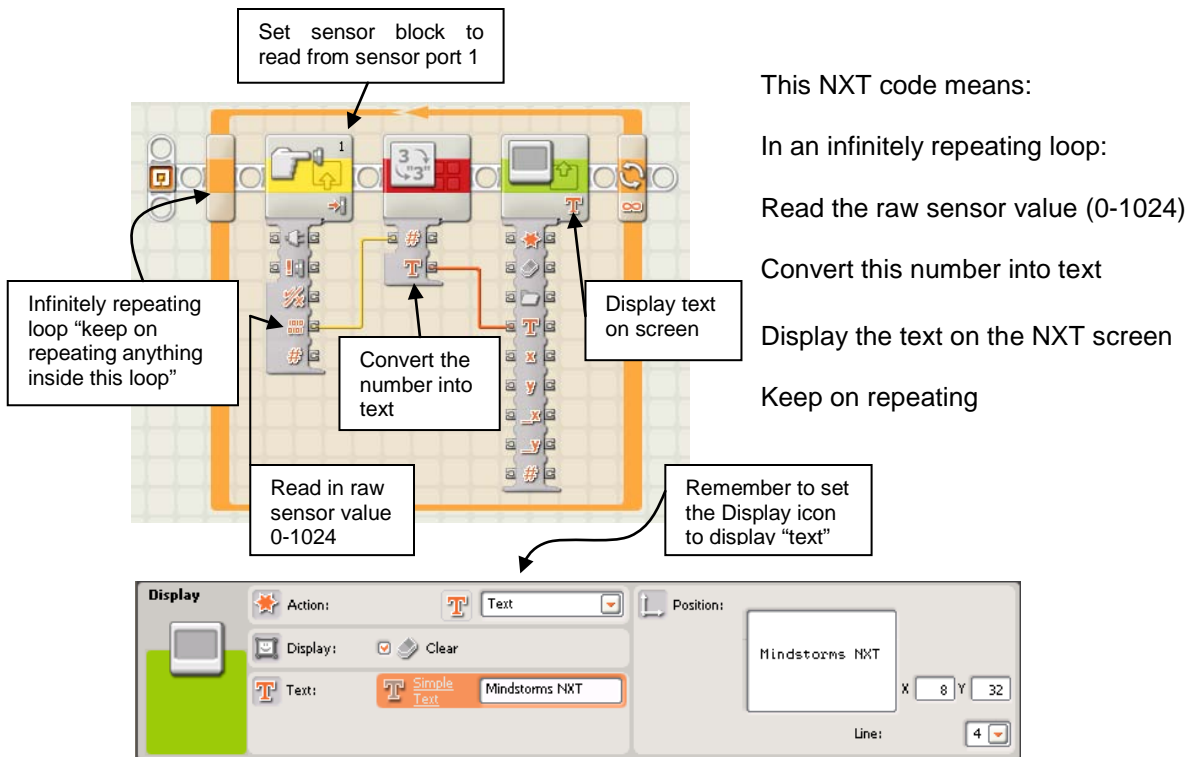 Set sensor block to
read from sensor port 1
This NXT code means:
In an infinitely repeating loop:
Read the raw sensor value (0-1024)
Convert this number into text
Display the text on the NXT screen
Keep on repeating
1
3
"3"
T
∞
#
T
#
T
x
y
_x
_y
#
Infinitely repeating
loop “keep on
repeating anything
inside this loop”
Convert the
number into
text
Display text
on screen
Read in raw
sensor value
0-1024
Remember to set
the Display icon
to display “text”
Display
Action:
T Text
Display:
Clear
T Text:
T Simple
Text
Mindstorms NXT
Position:
Mindstorms NXT
X 8 Y 32
Line: 4